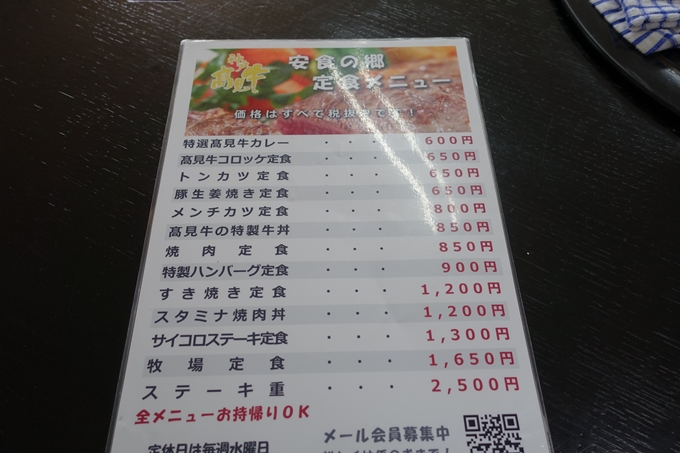 高見牛
安食の郷
定食メニュー
価格はすべて税抜きです!
特選高見牛カレー ・・・ 600円
高見牛コロッケ定食 ・・・ 650円
トンカツ定食 ・・・ 650円
豚生姜焼き定食 ・・・ 650円
メンチカツ定食 ・・・ 800円
高見牛の特製牛丼 ・・・ 850円
焼肉定食 ・・・ 850円
特製ハンバーグ定食 ・・・ 900円
すき焼き定食 ・・・ 1,200円
スタミナ焼肉丼 ・・・ 1,200円
サイコロステーキ定食 ・・・ 1,300円
牧場定食 ・・・ 1,650円
ステーキ重 ・・・ 2,500円
全メニューお持帰りOK
定休日は毎週水曜日
メール会員募集中